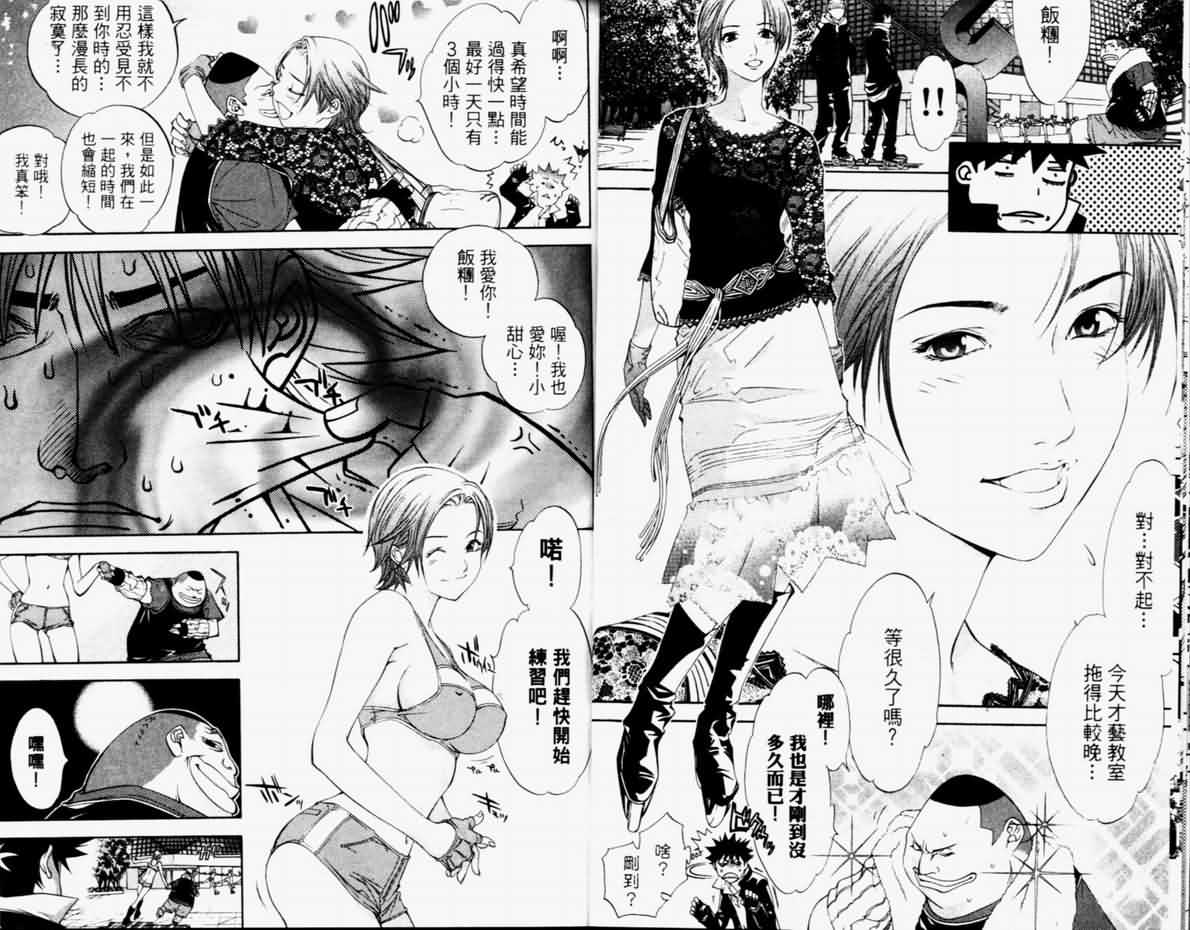 飯糰！
!!
對…對不起…
今天才藝教室
拖得比較晚…
等很久了嗎？
哪裡！
我也是才剛到沒
多久而已！
啥？
剛到？
啊啊…
真希望時間能
過得快一點…
最好一天只有
3個小時！
這樣我就不
用忍受見不
到你時的…
那麼漫長的
寂寞了…
但是如此一
來，我們在
一起的時間
也會縮短！
對哦！
我真笨！
我愛你！
飯糰！
喔！我也
愛妳！小
甜心…
喏！
我們趕快開始
練習吧！
嘿嘿！